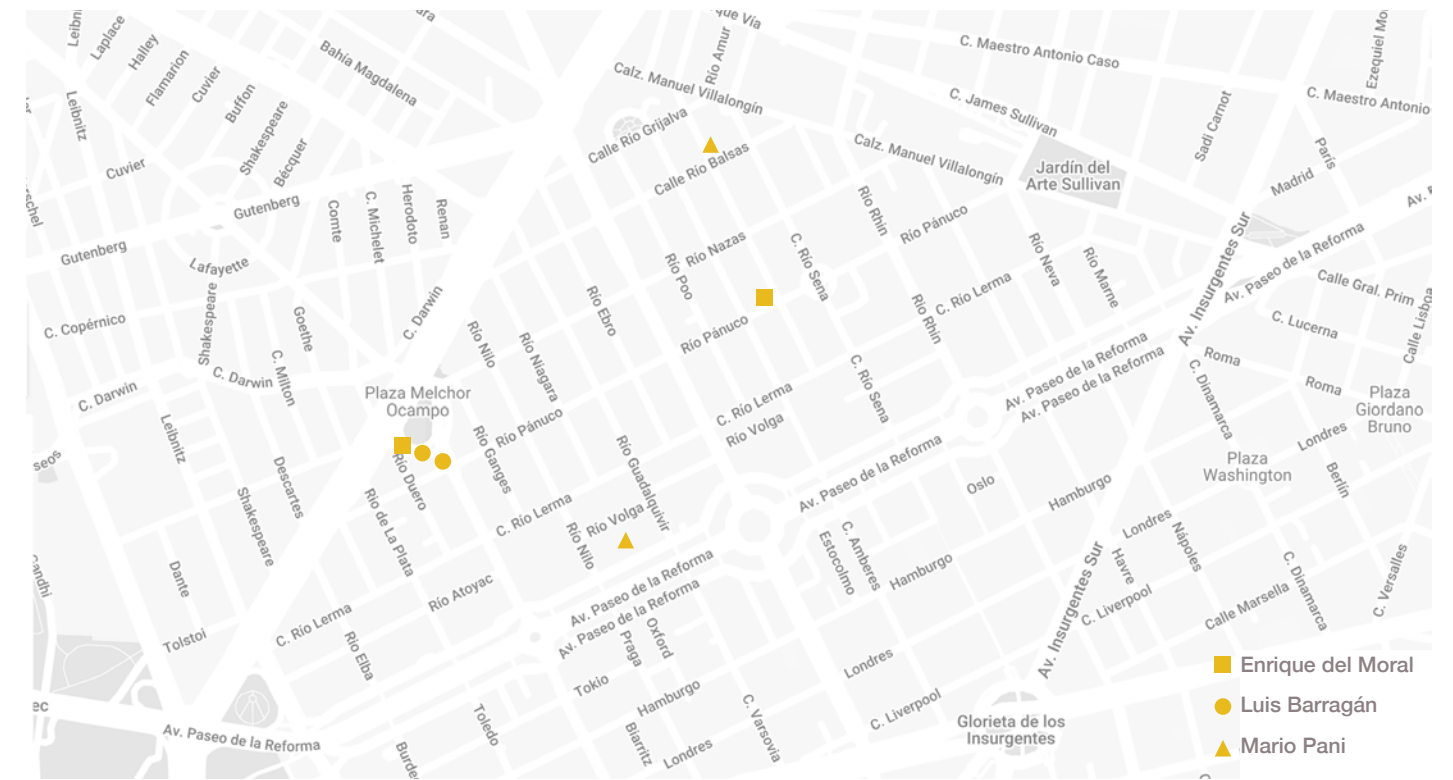 que Vía
C. Maestro Antonio Caso
Laplace
Halley
Flamarion
Cuvier
Buffon
Shakespeare
Bécquer
Bahía Magdalena
Río Amur
Calz. Manuel Villalongín
C. James Sullivan
C. Maestro Antonio
Leibnitz
Calle Río Grijalva
Sadi Carnot
París
Cuvier
Calle Río Balsas
Calz. Manuel Villalongín
Jardín del
Arte Sullivan
Madrid
Av.
Gutenberg
Comte
C. Michelet
Herodoto
Renan
Río Rhin
Río Pánuco
Gutenberg
Lafayette
Río Nazas
Río Poo
C. Río Sena
Río Neva
Río Marne
Av. Insurgentes Sur
Av. Paseo de la Reforma
Calle Gral. Prim
C. Copérnico
Shakespeare
Goethe
C. Darwin
Río Ebro
C. Río Lerma
Río Rhin
C. Lucerna
Calle Lisboa
Río Nilo
Río Niagara
Río Pánuco
C. Darwin
C. Darwin
C. Milton
Plaza Melchor
Ocampo
C. Río Sena
Av. Paseo de la Reforma
Av. Paseo de la Reforma
Roma
Roma
C. Dinamarca
Plaza
Giordano
Bruno
Leibnitz
Río Pánuco
C. Río Lerma
Río Volga
Londres
seos
Descartes
Río Duero
Río Ganges
Río Guadalquivir
Av. Paseo de la Reforma
Oslo
Hamburgo
Plaza
Washington
Berlín
Shakespeare
Río de La Plata
C. Río Lerma
Río Volga
Río Nilo
Estocolmo
C. Amberes
Hamburgo
Londres
Nápoles
Havre
Dante
Río Atoyac
Av. Paseo de la Reforma
Av. Paseo de la Reforma
Av. Insurgentes Sur
C. Liverpool
Calle Marsella
C. Dinamarca
C. Versalles
Tolstoi
C. Río Lerma
Río Elba
Praga
Oxford
Londres
Tokio
Hamburgo
C. Varsovia
C. Liverpool
Av. Paseo de la Reforma
Toledo
Biarritz
Londres
Glorieta de los
Insurgentes
Enrique del Moral
Luis Barragán
Mario Pani